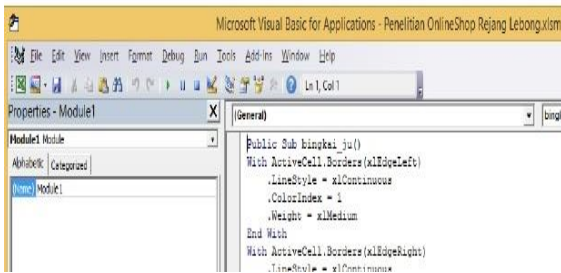 Microsoft Visual Basic for Applications - Penelitian OnlineShop Rejang Lebong.xlsm
File Edit View Insert Format Debug Run Tools Add-Ins Window Help
Ln 1, Col 1
Properties - Module1 X
Module1 Module
Alphabetic Categorized
(Name) Module1
(General)
Public Sub bingkai_ju()
With ActiveCell.Borders(xlEdgeLeft)
.LineStyle = xlContinuous
.ColorIndex = 1
.Weight = xlMedium
End With
With ActiveCell.Borders(xlEdgeRight)
.LineStyle = xlContinuous